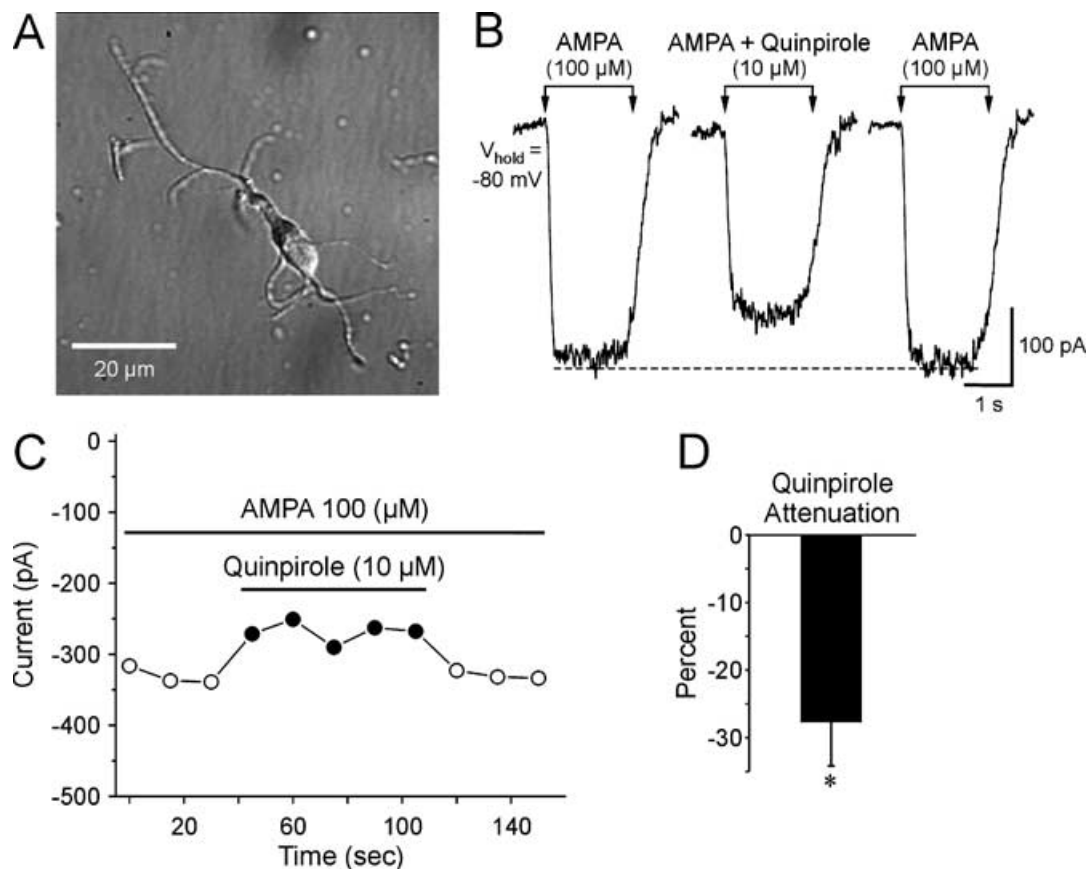 A
20 µm
B
AMPA
(100 µM)
AMPA + Quinpirole
(10 µM)
AMPA
(100 µM)
Vhold =
-80 mV
100 pA
1 s
C
0
-100
-200
-300
-400
-500
Current (pA)
AMPA 100 (µM)
Quinpirole (10 µM)
20
60
100
140
Time (sec)
D
Quinpirole
Attenuation
0
-10
-20
-30
Percent
*